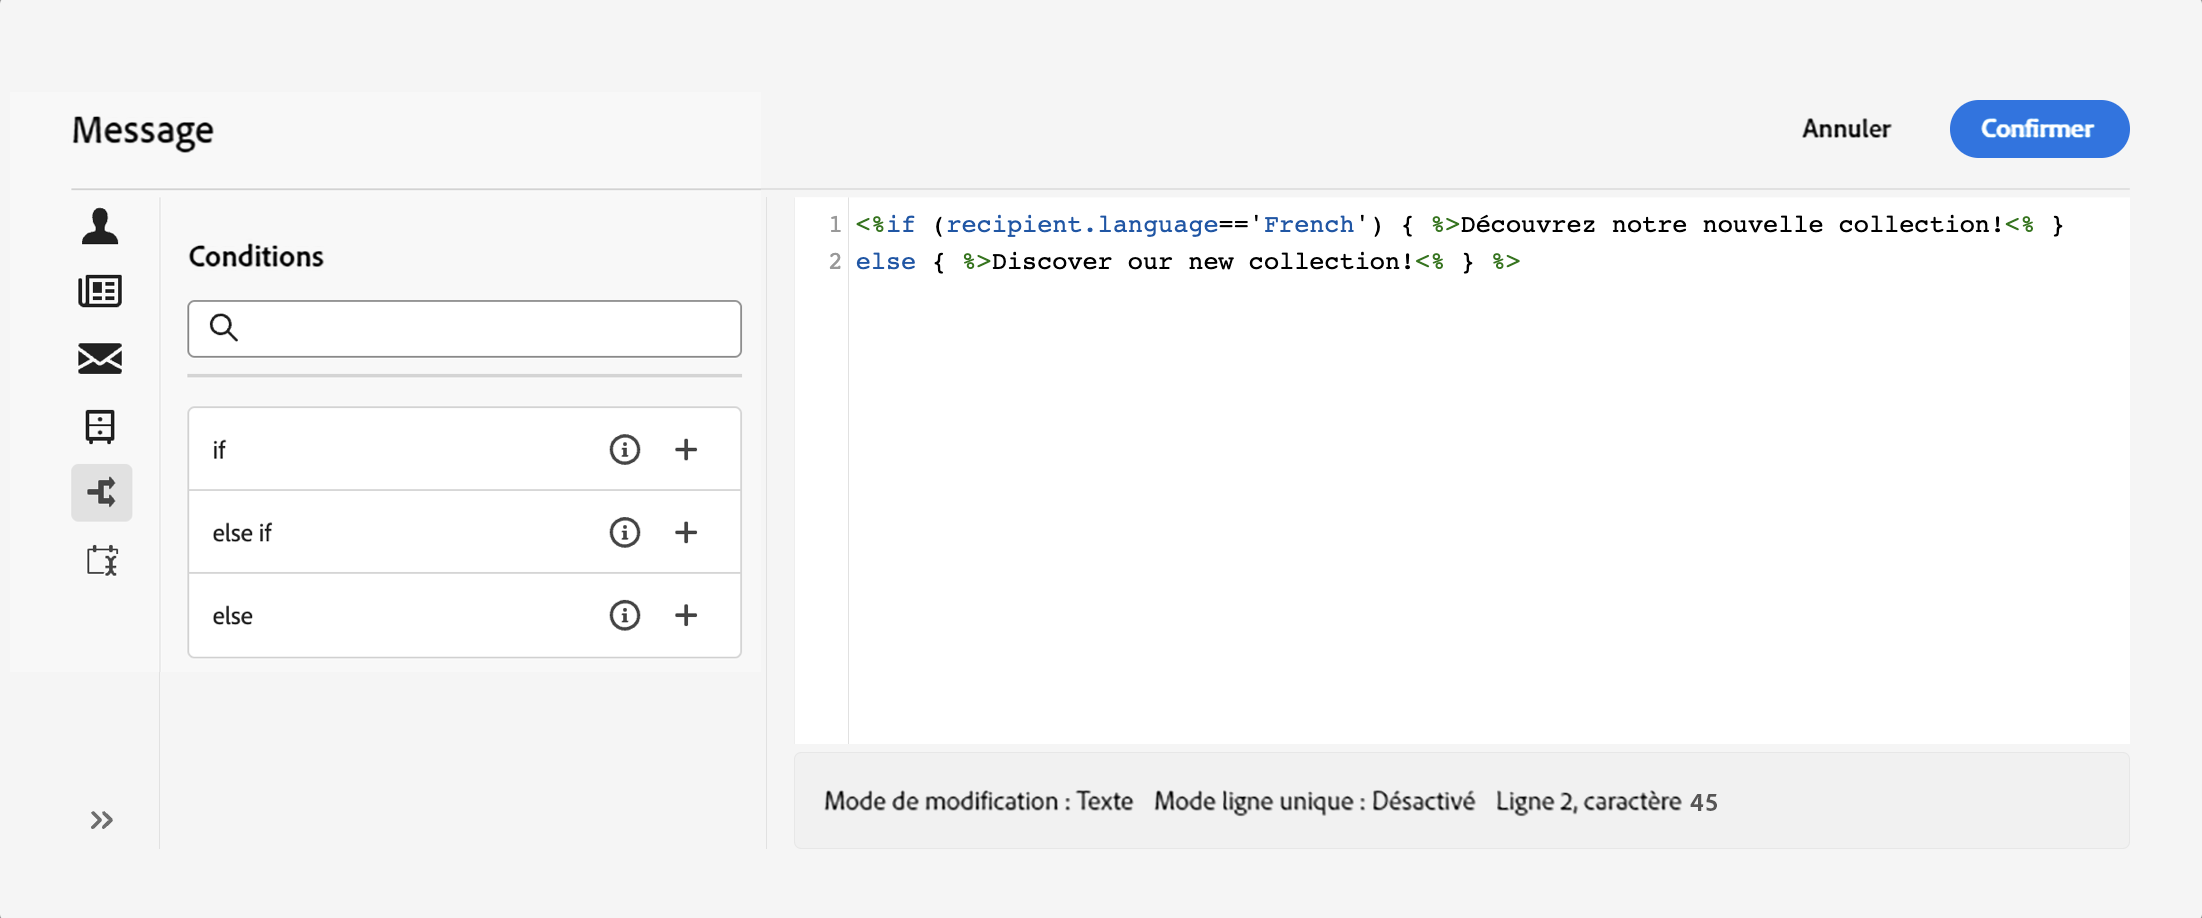 Message
Annuler
Confirmer
Conditions
if
else if
else
1 <%if (recipient.language=='French') { %>Découvrez notre nouvelle collection!<% }
2 else { %>Discover our new collection!<% } %>
Mode de modification : Texte Mode ligne unique : Désactivé Ligne 2, caractère 45